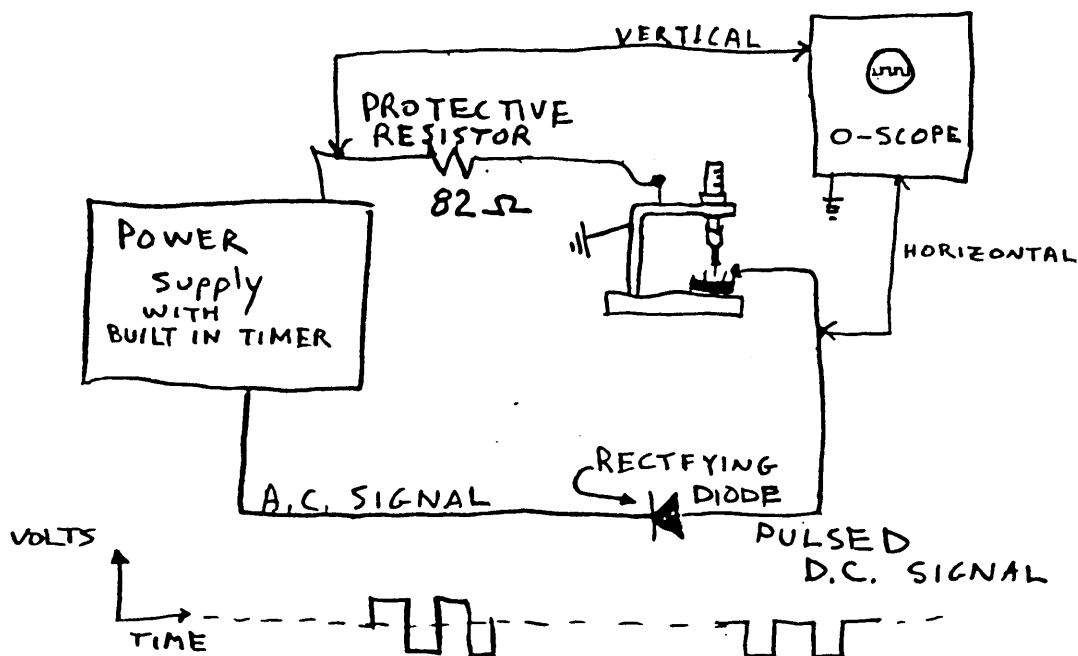 VERTICAL
O-SCOPE
PROTECTIVE
RESISTOR
82 Ω
POWER
Supply
WITH
BUILT IN TIMER
HORIZONTAL
RECTFYING
DIODE
A.C. SIGNAL
PULSED
D.C. SIGNAL
VOLTS
TIME